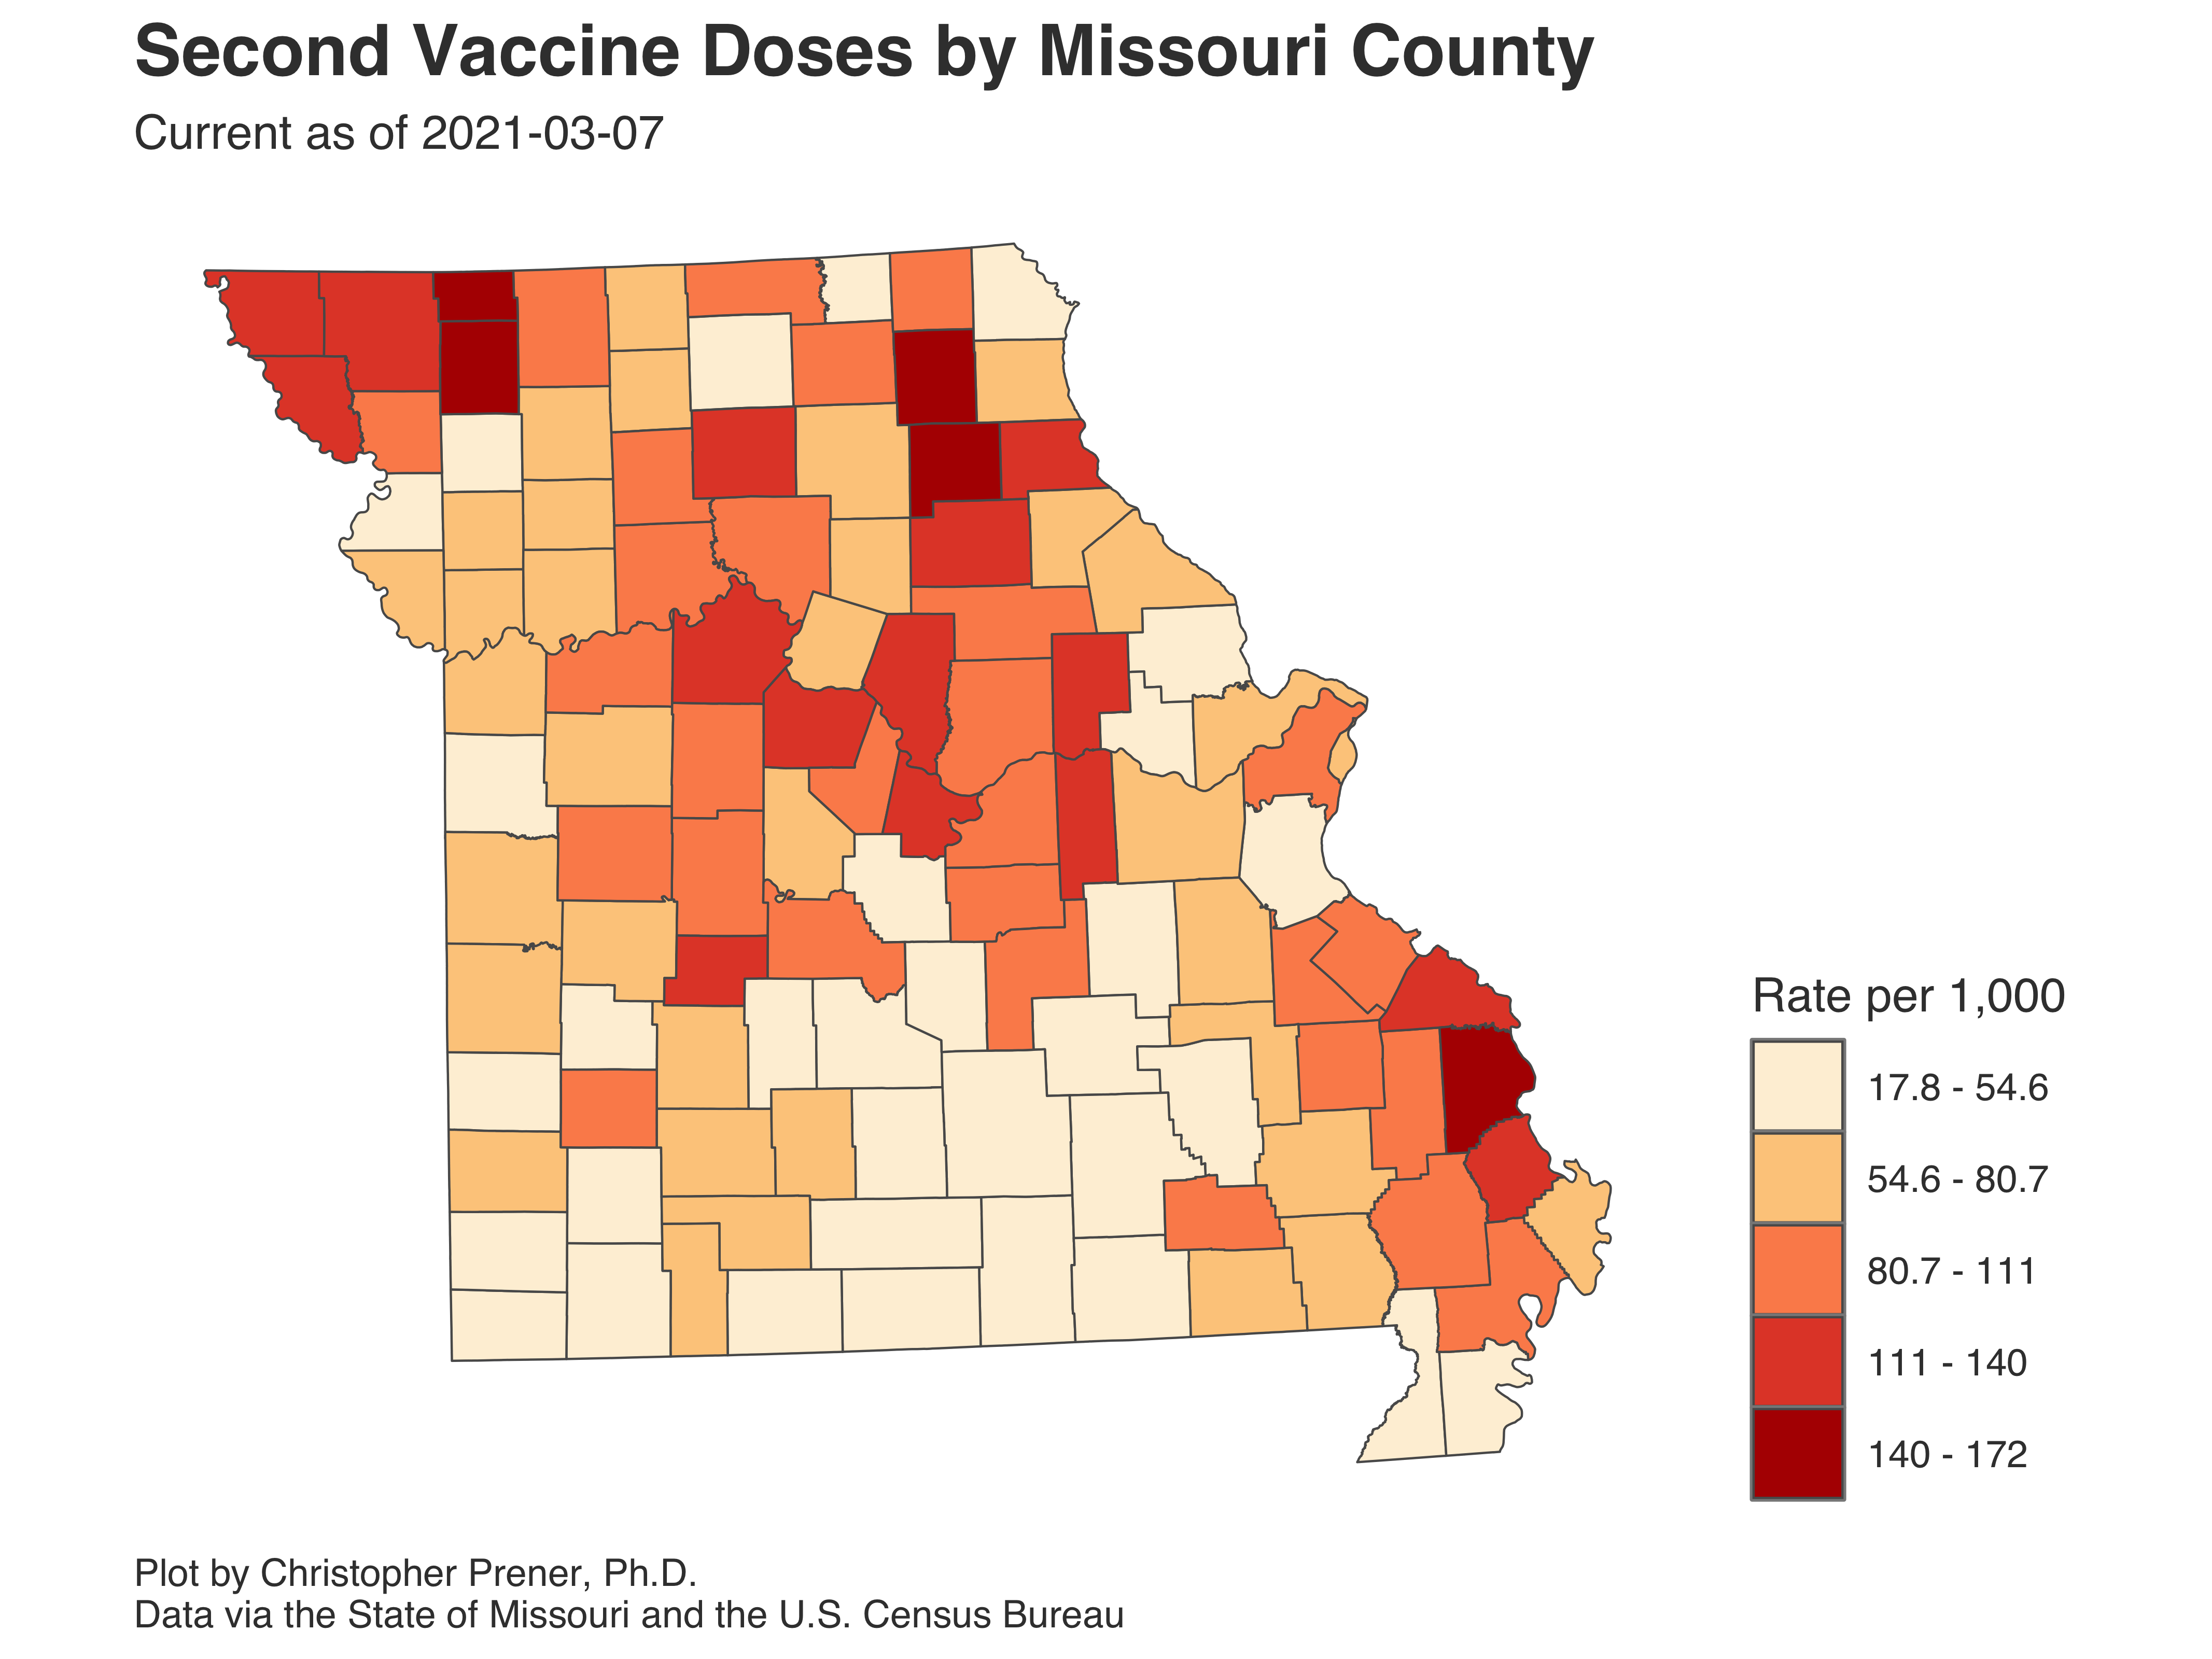 Second Vaccine Doses by Missouri County
Current as of 2021-03-07
Rate per 1,000
17.8 - 54.6
54.6 - 80.7
80.7 - 111
111 - 140
140 - 172
Plot by Christopher Prener, Ph.D.
Data via the State of Missouri and the U.S. Census Bureau